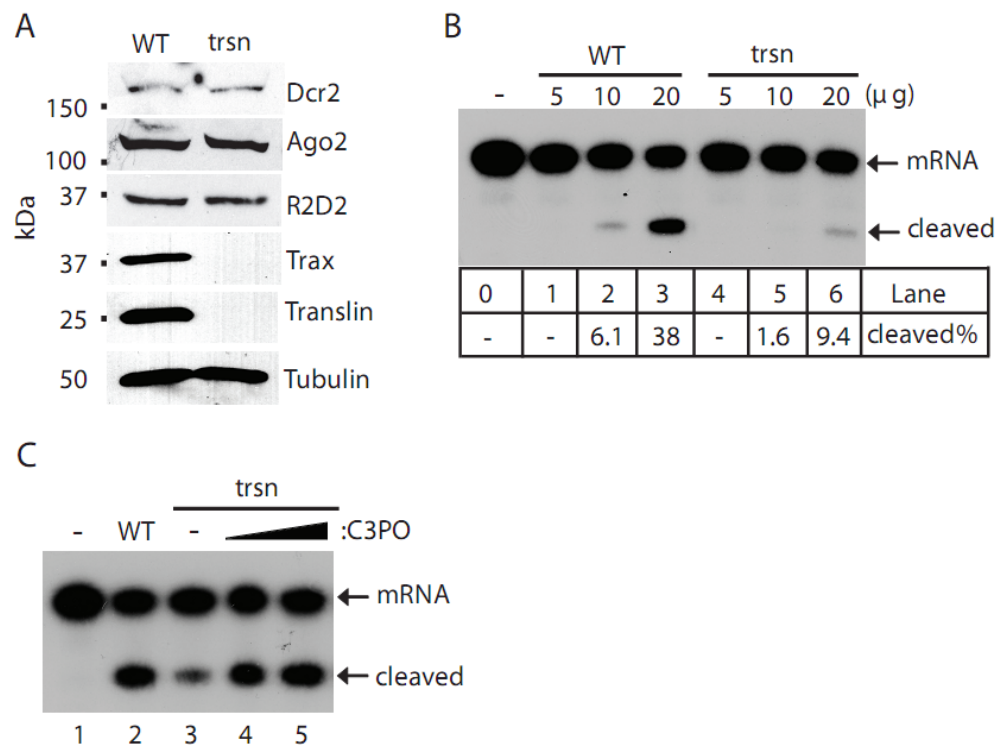 A
WT trsn
150
100
37
37
25
50
kDa
Dcr2
Ago2
R2D2
Trax
Translin
Tubulin
B
WT trsn
- 5 10 20 5 10 20 (μ g)
mRNA
cleaved
0 1 2 3 4 5 6 Lane
- - 6.1 38 - 1.6 9.4 cleaved%
C
trsn
- WT - :C3PO
mRNA
cleaved
1 2 3 4 5